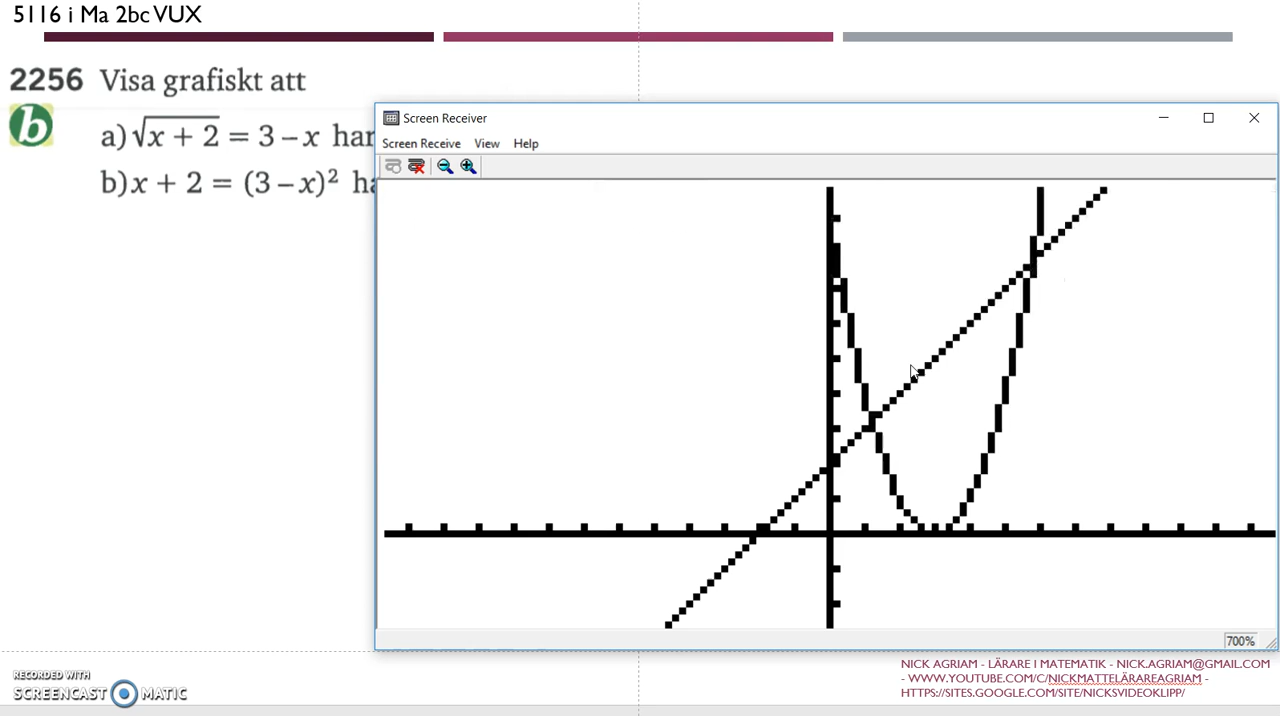 5116 i Ma 2bc VUX
2256 Visa grafiskt att
b
a) √x + 2 = 3 – x har
b) x + 2 = (3 – x)² ha
Screen Receiver
Screen Receive View Help
700%
RECORDED WITH
SCREENCAST MATIC
NICK AGRIAM - LÄRARE I MATEMATIK - NICK.AGRIAM@GMAIL.COM
- WWW.YOUTUBE.COM/C/NICKMATTELÄRAREAGRIAM -
HTTPS://SITES.GOOGLE.COM/SITE/NICKSVIDEOKLIPP/